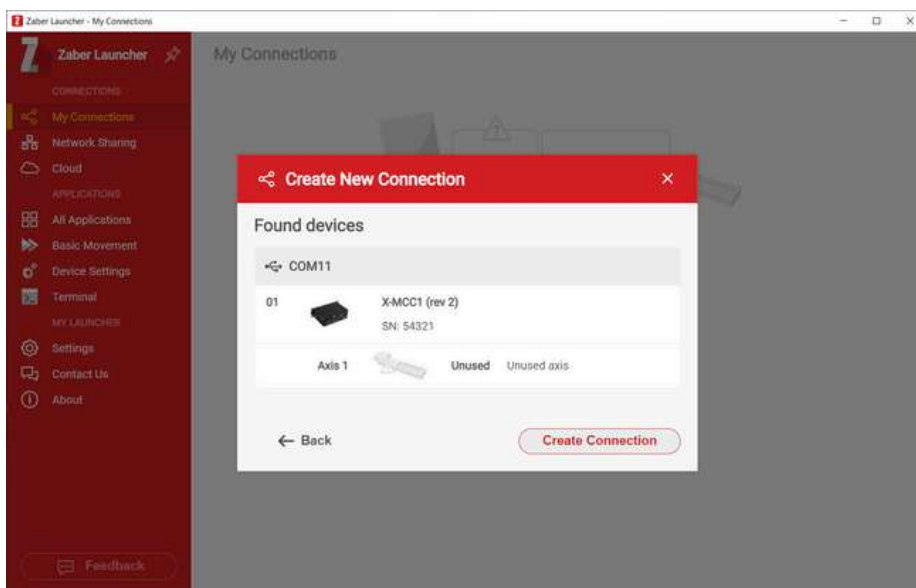 Zaber Launcher - My Connections
Zaber Launcher
My Connections
CONNECTIONS
My Connections
Network Sharing
Cloud
APPLICATIONS
All Applications
Basic Movement
Device Settings
Terminal
MY LAUNCHER
Settings
Contact Us
About
Feedback
Create New Connection
Found devices
COM11
01 X-MCC1 (rev 2)
SN: 54321
Axis 1 Unused Unused axis
Back
Create Connection